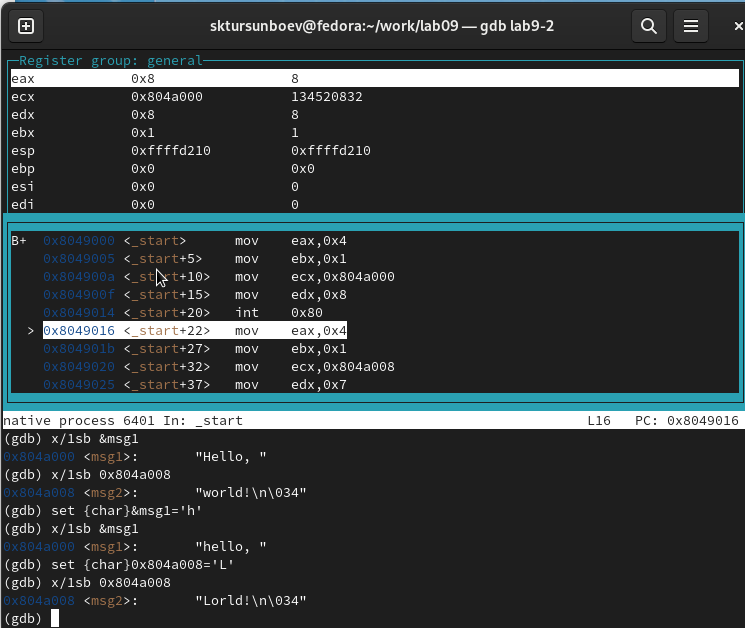 sktursunboev@fedora:~/work/lab09 — gdb lab9-2
Register group: general
eax 0x8 8
ecx 0x804a000 134520832
edx 0x8 8
ebx 0x1 1
esp 0xffffd210 0xffffd210
ebp 0x0 0x0
esi 0x0 0
edi 0x0 0
B+ 0x8049000 <_start> mov eax,0x4
0x8049005 <_start+5> mov ebx,0x1
0x804900a <_start+10> mov ecx,0x804a000
0x804900f <_start+15> mov edx,0x8
0x8049014 <_start+20> int 0x80
> 0x8049016 <_start+22> mov eax,0x4
0x804901b <_start+27> mov ebx,0x1
0x8049020 <_start+32> mov ecx,0x804a008
0x8049025 <_start+37> mov edx,0x7
native process 6401 In: _start L16 PC: 0x8049016
(gdb) x/1sb &msg1
0x804a000 <msg1>: "Hello, "
(gdb) x/1sb 0x804a008
0x804a008 <msg2>: "world!\n\034"
(gdb) set {char}&msg1='h'
(gdb) x/1sb &msg1
0x804a000 <msg1>: "hello, "
(gdb) set {char}0x804a008='L'
(gdb) x/1sb 0x804a008
0x804a008 <msg2>: "Lorld!\n\034"
(gdb)